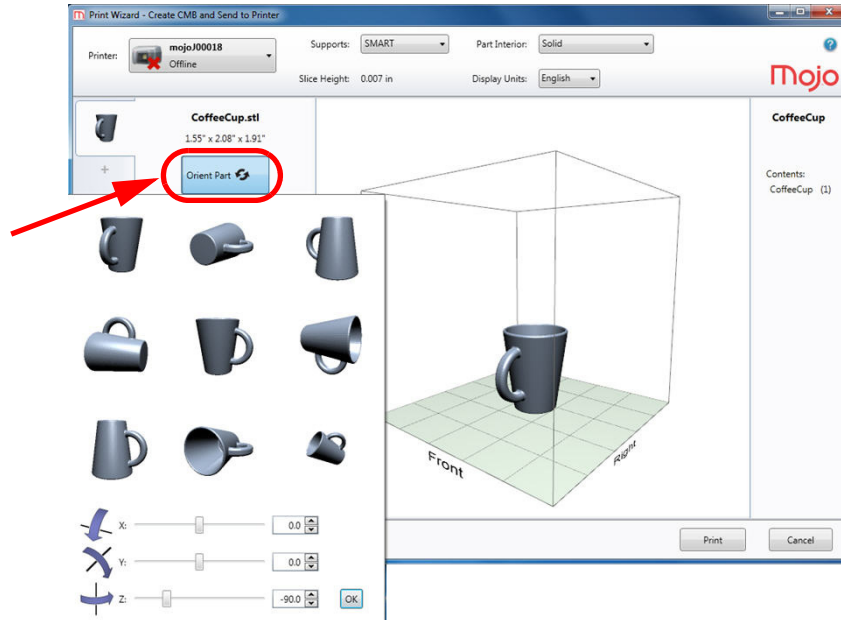 Print Wizard - Create CMB and Send to Printer
Printer:
mojoJ00018
Offline
Supports: SMART
Part Interior: Solid
Slice Height: 0.007 in
Display Units: English
?
mojo
CoffeeCup.stl
1.55" x 2.08" x 1.91"
+
Orient Part
CoffeeCup
Contents:
CoffeeCup (1)
Front
Right
X: 0.0
Y: 0.0
Z: -90.0
OK
Print
Cancel